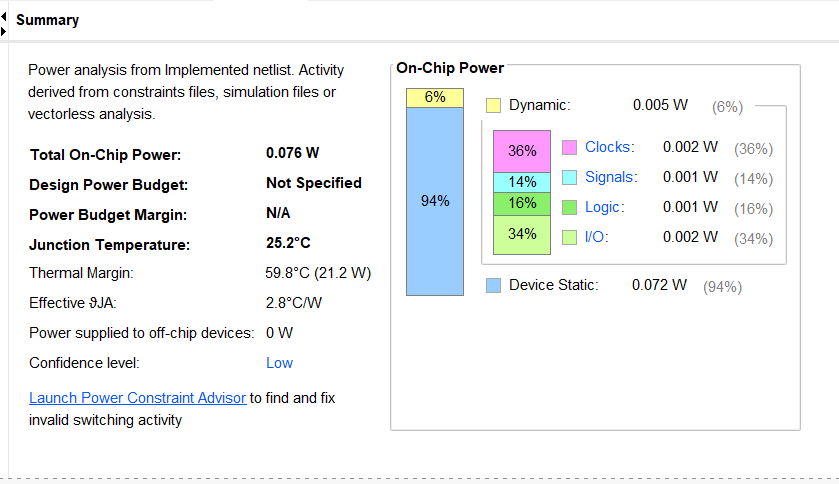 Summary
Power analysis from Implemented netlist. Activity
derived from constraints files, simulation files or
vectorless analysis.
Total On-Chip Power: 0.076 W
Design Power Budget: Not Specified
Power Budget Margin: N/A
Junction Temperature: 25.2°C
Thermal Margin: 59.8°C (21.2 W)
Effective ϑJA: 2.8°C/W
Power supplied to off-chip devices: 0 W
Confidence level: Low
Launch Power Constraint Advisor to find and fix
invalid switching activity
On-Chip Power
6%
94%
Dynamic: 0.005 W (6%)
36%
14%
16%
34%
Clocks: 0.002 W (36%)
Signals: 0.001 W (14%)
Logic: 0.001 W (16%)
I/O: 0.002 W (34%)
Device Static: 0.072 W (94%)